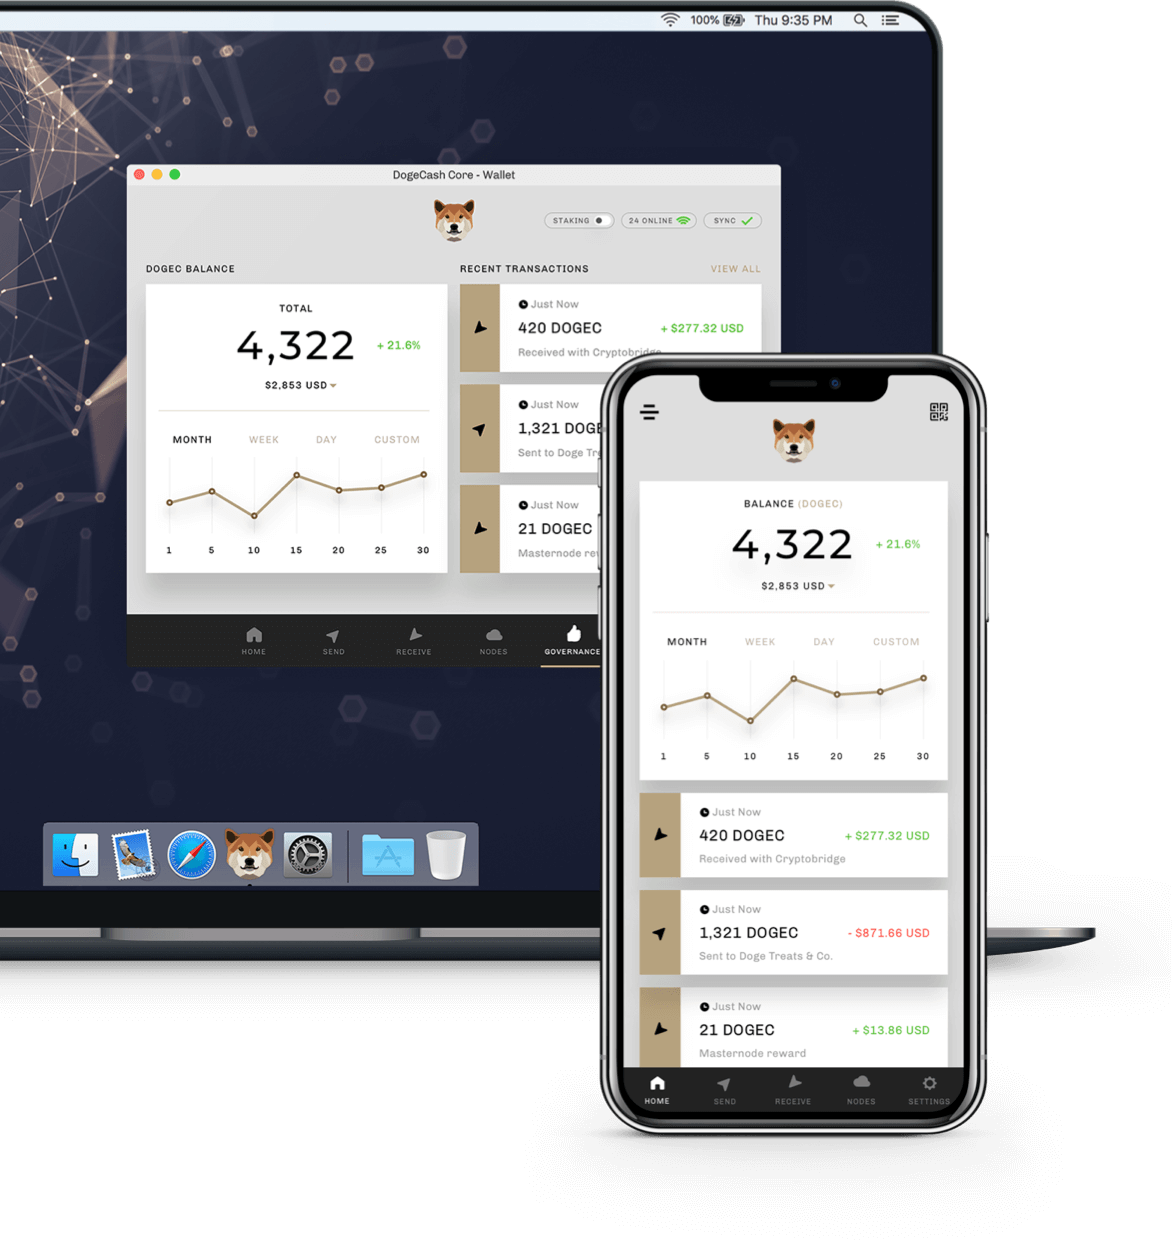 100% Thu 9:35 PM
DogeCash Core - Wallet
STAKING 24 ONLINE SYNC
DOGEC BALANCE
TOTAL
4,322 + 21.6%
$2,853 USD
MONTH WEEK DAY CUSTOM
1 5 10 15 20 25 30
RECENT TRANSACTIONS VIEW ALL
Just Now
420 DOGEC + $277.32 USD
Received with Cryptobridge
Just Now
1,321 DOGE
Sent to Doge Tre
Just Now
21 DOGEC
Masternode rew
HOME SEND RECEIVE NODES GOVERNANCE
BALANCE (DOGEC)
4,322 + 21.6%
$2,853 USD
MONTH WEEK DAY CUSTOM
1 5 10 15 20 25 30
Just Now
420 DOGEC + $277.32 USD
Received with Cryptobridge
Just Now
1,321 DOGEC - $871.66 USD
Sent to Doge Treats & Co.
Just Now
21 DOGEC + $13.86 USD
Masternode reward
HOME SEND RECEIVE NODES SETTINGS